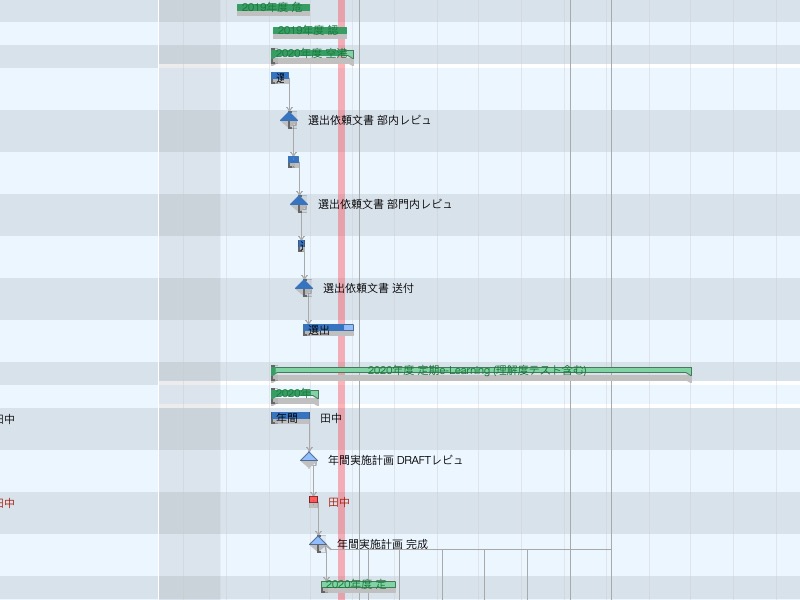 2019年度 危
2019年度 認
2020年度 空港
選
選出依頼文書 部内レビュ
選出依頼文書 部門内レビュ
選出依頼文書 送付
選出
2020年度 定期e-Learning (理解度テスト含む)
2020年
田中 年間 田中
年間実施計画 DRAFTレビュ
田中 田中
年間実施計画 完成
2020年度 定